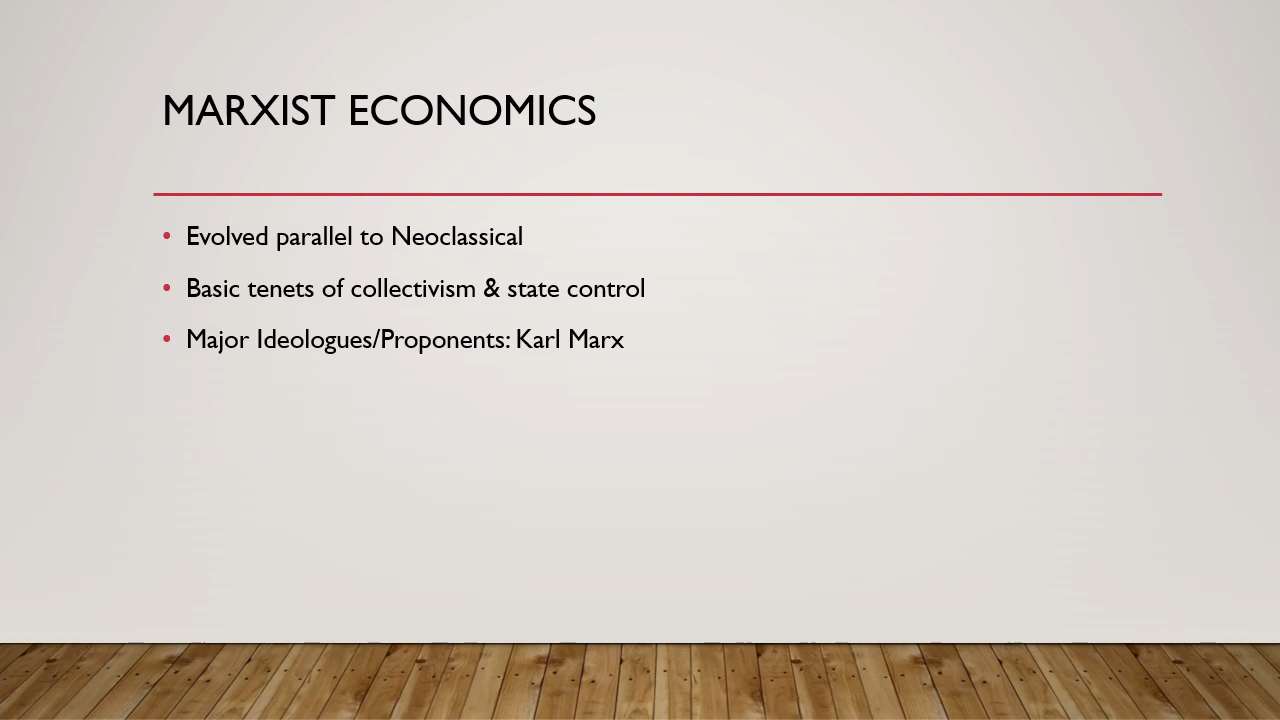 MARXIST ECONOMICS
• Evolved parallel to Neoclassical
• Basic tenets of collectivism & state control
• Major Ideologues/Proponents: Karl Marx